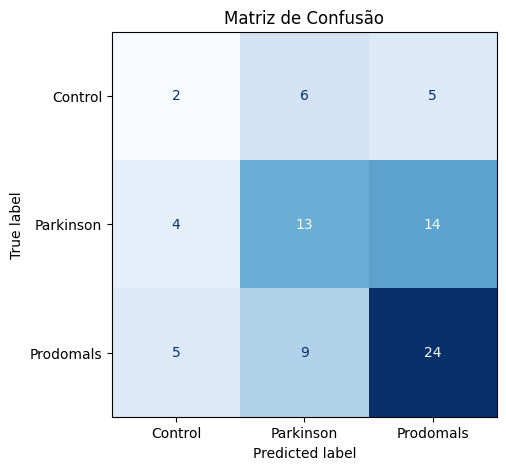 Matriz de Confusão
Control 2 6 5
Parkinson 4 13 14
Prodomals 5 9 24
Control Parkinson Prodomals
Predicted label
True label